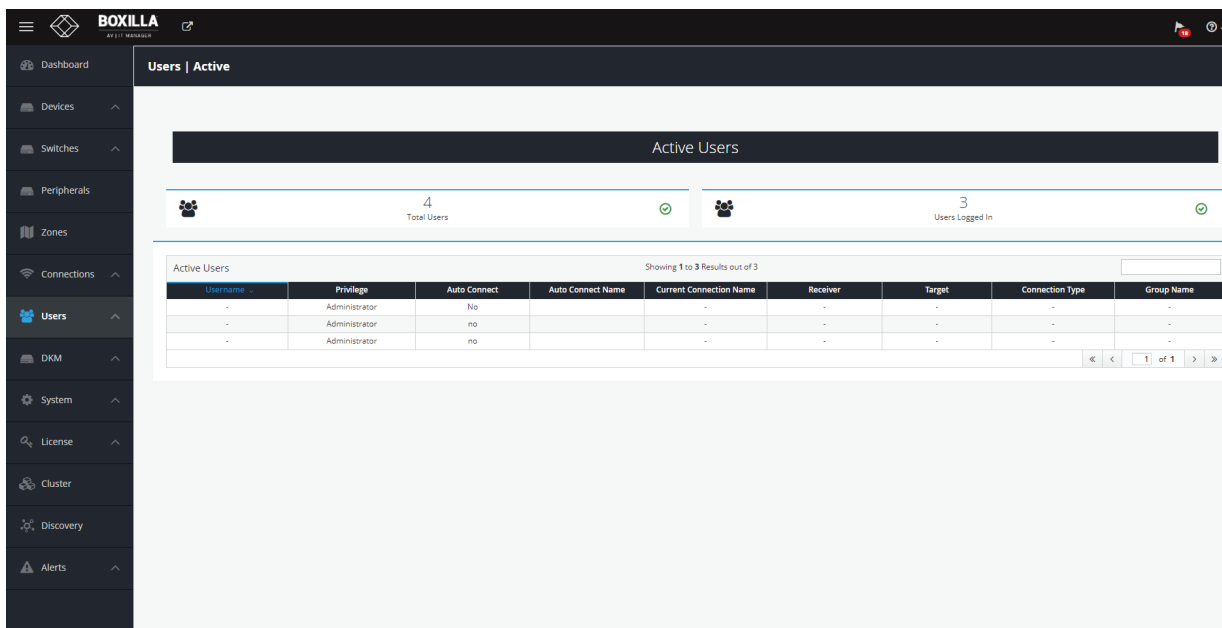 BOXILLA
AV | IT MANAGER
18
Dashboard
Users | Active
Devices
Switches
Active Users
Peripherals
4
Total Users
3
Users Logged In
Zones
Connections
Active Users
Showing 1 to 3 Results out of 3
Username Privilege Auto Connect Auto Connect Name Current Connection Name Receiver Target Connection Type Group Name
- Administrator No - - - - -
- Administrator no - - - - -
- Administrator no - - - - -
« < 1 of 1 > »
Users
DKM
System
License
Cluster
Discovery
Alerts